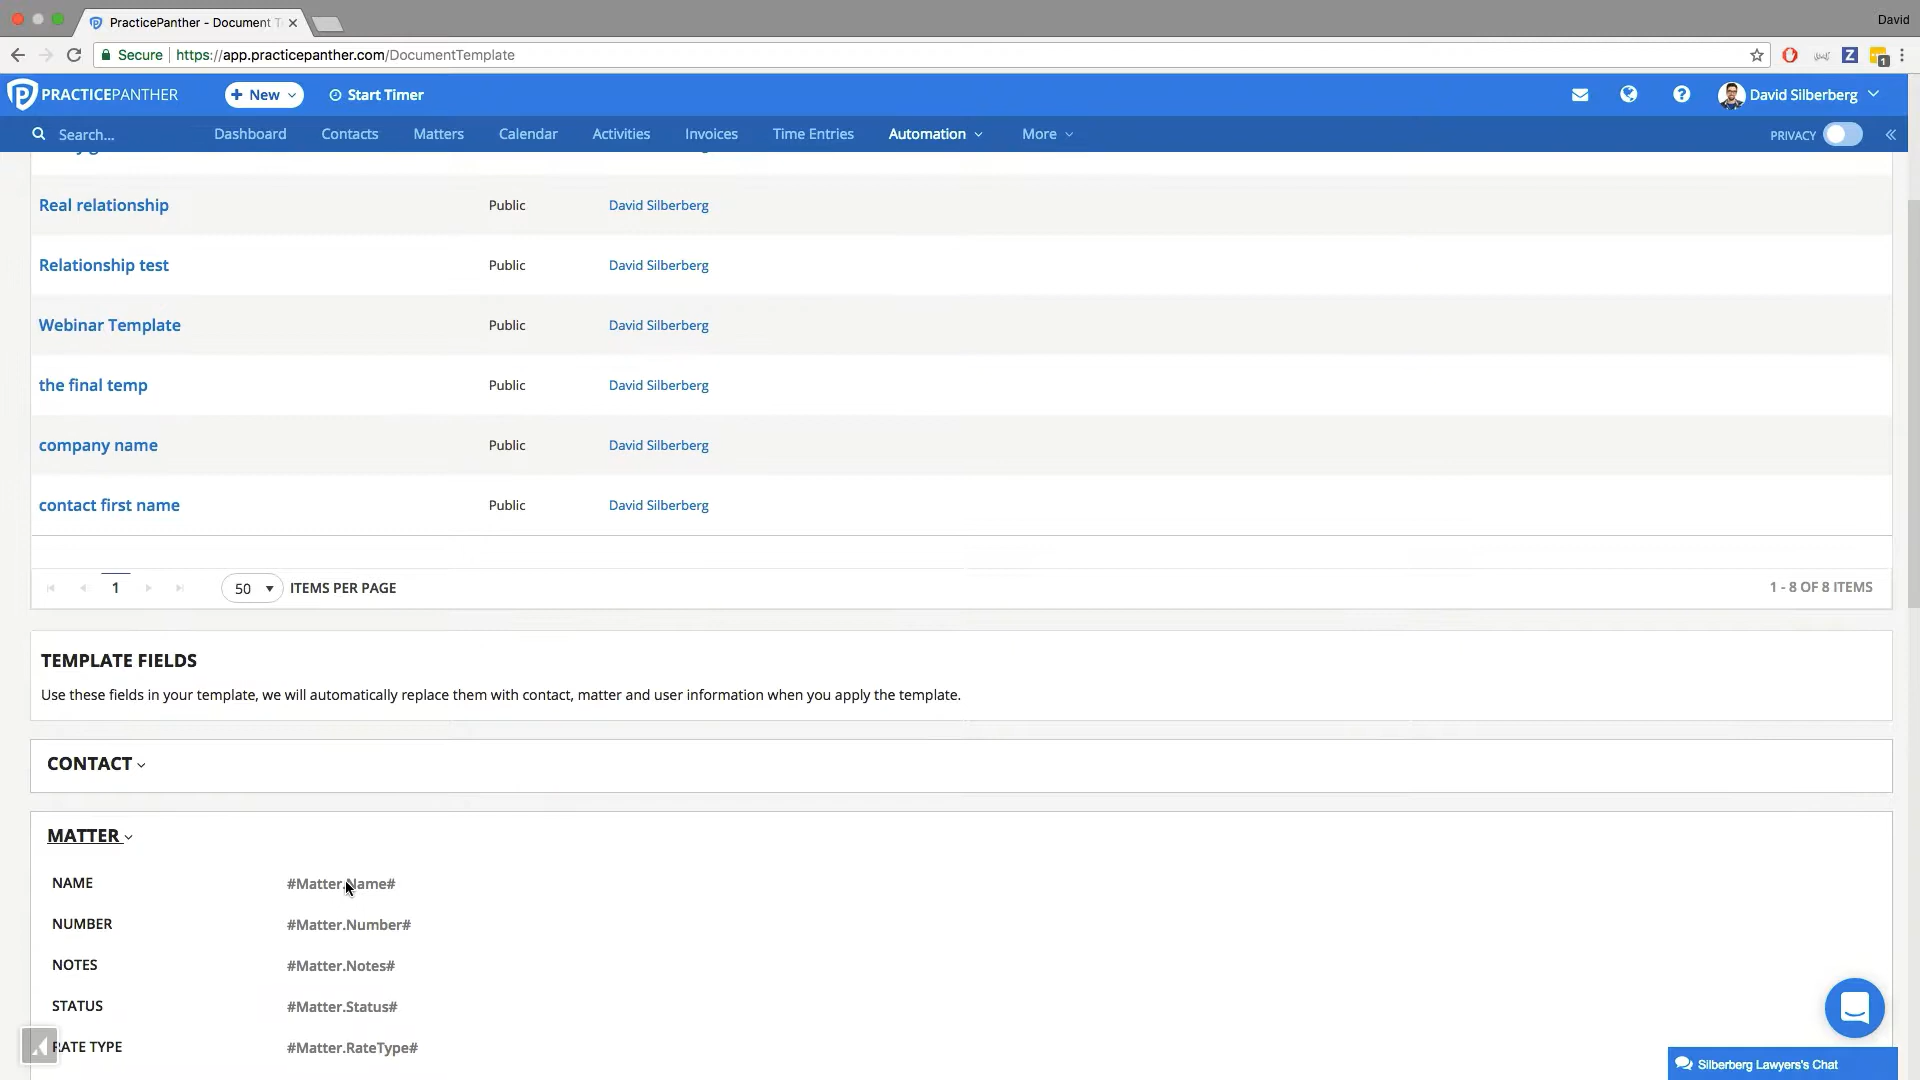 PracticePanther - Document T
David
Secure https://app.practicepanther.com/DocumentTemplate
Z
1
PRACTICEPANTHER
+ New
Start Timer
?
David Silberberg
Search...
Dashboard
Contacts
Matters
Calendar
Activities
Invoices
Time Entries
Automation
More
PRIVACY
Real relationship Public David Silberberg
Relationship test Public David Silberberg
Webinar Template Public David Silberberg
the final temp Public David Silberberg
company name Public David Silberberg
contact first name Public David Silberberg
1 50 ITEMS PER PAGE 1 - 8 OF 8 ITEMS
TEMPLATE FIELDS
Use these fields in your template, we will automatically replace them with contact, matter and user information when you apply the template.
CONTACT
MATTER
NAME #Matter.Name#
NUMBER #Matter.Number#
NOTES #Matter.Notes#
STATUS #Matter.Status#
RATE TYPE #Matter.RateType#
Silberberg Lawyers's Chat